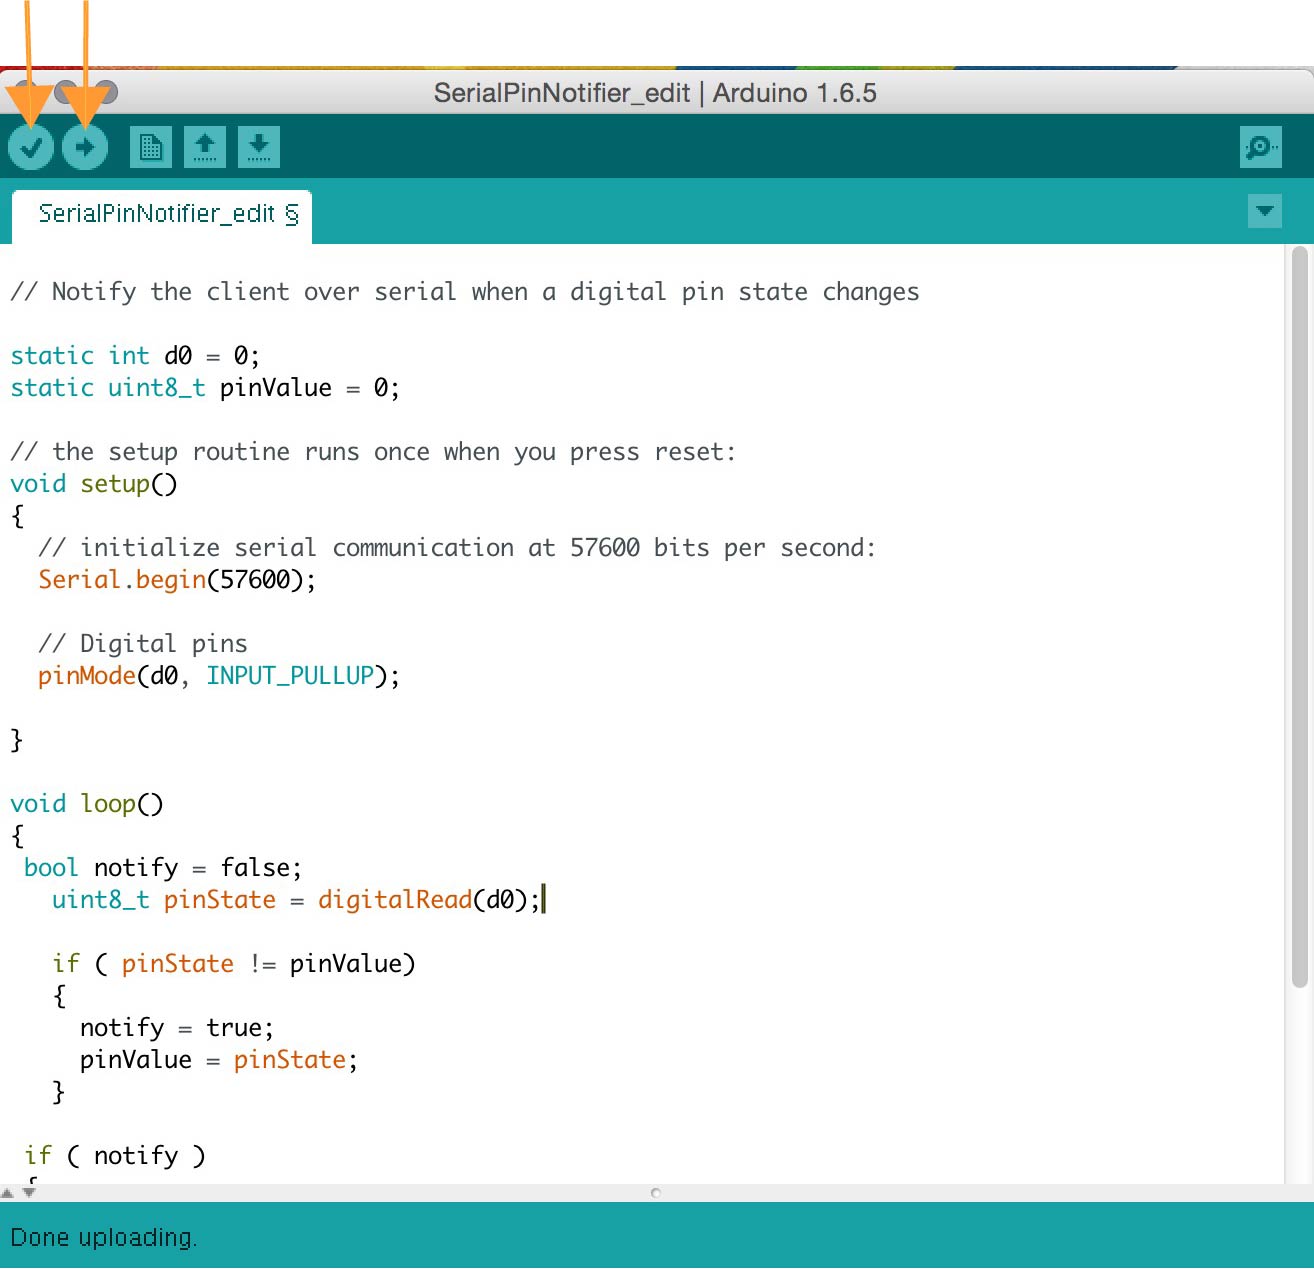 SerialPinNotifier_edit | Arduino 1.6.5
SerialPinNotifier_edit §
// Notify the client over serial when a digital pin state changes
static int d0 = 0;
static uint8_t pinValue = 0;
// the setup routine runs once when you press reset:
void setup()
{
// initialize serial communication at 57600 bits per second:
Serial.begin(57600);
// Digital pins
pinMode(d0, INPUT_PULLUP);
}
void loop()
{
bool notify = false;
uint8_t pinState = digitalRead(d0);
if ( pinState != pinValue)
{
notify = true;
pinValue = pinState;
}
if ( notify )
{
Done uploading.